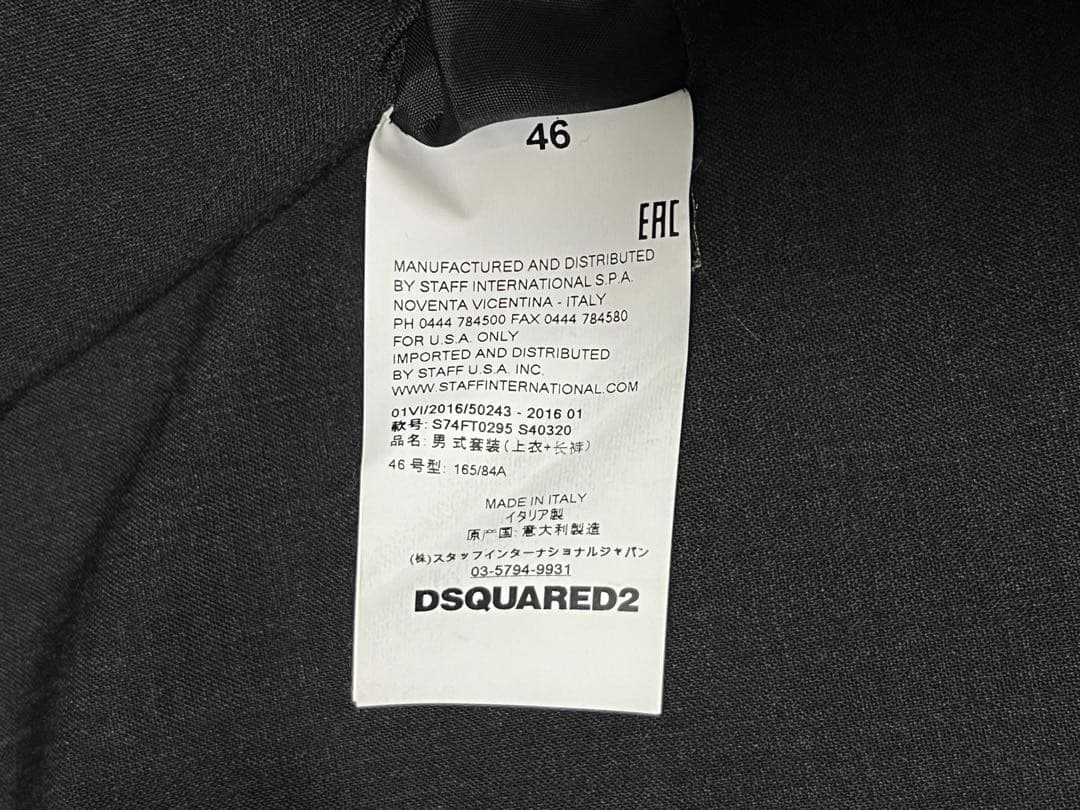 46
EAC
MANUFACTURED AND DISTRIBUTED
BY STAFF INTERNATIONAL S.P.A.
NOVENTA VICENTINA - ITALY
PH 0444 784500 FAX 0444 784580
FOR U.S.A. ONLY
IMPORTED AND DISTRIBUTED
BY STAFF U.S.A. INC.
WWW.STAFFINTERNATIONAL.COM
01VI/2016/50243 - 2016 01
款号: S74FT0295 S40320
品名: 男式套装(上衣+长裤)
46 号型: 165/84A
MADE IN ITALY
イタリア製
原产国: 意大利製造
(株)スタッフインターナショナルジャパン
03-5794-9931
DSQUARED2